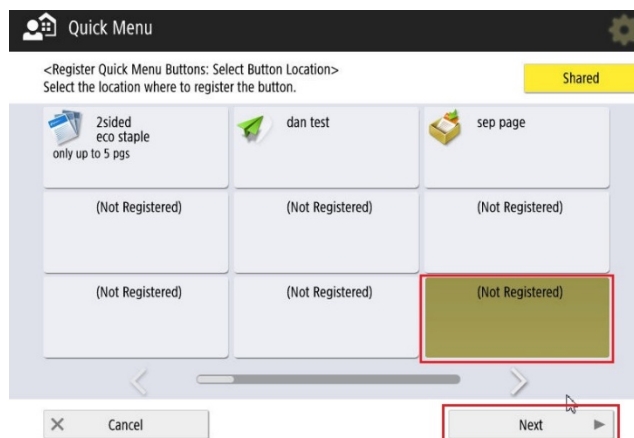 Quick Menu
<Register Quick Menu Buttons: Select Button Location>
Select the location where to register the button.
Shared
2sided
eco staple
only up to 5 pgs
dan test
sep page
(Not Registered)
(Not Registered)
(Not Registered)
(Not Registered)
(Not Registered)
(Not Registered)
Cancel
Next